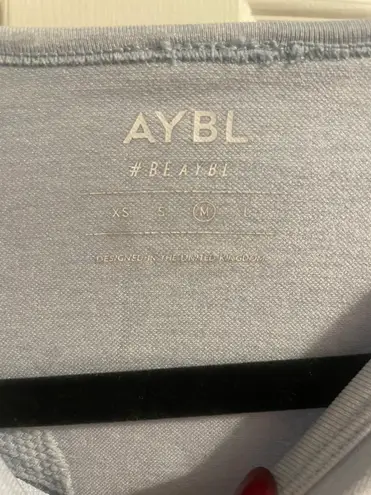 AYBL
#BEAYBL
XS S M L
DESIGNED IN THE UNITED KINGDOM